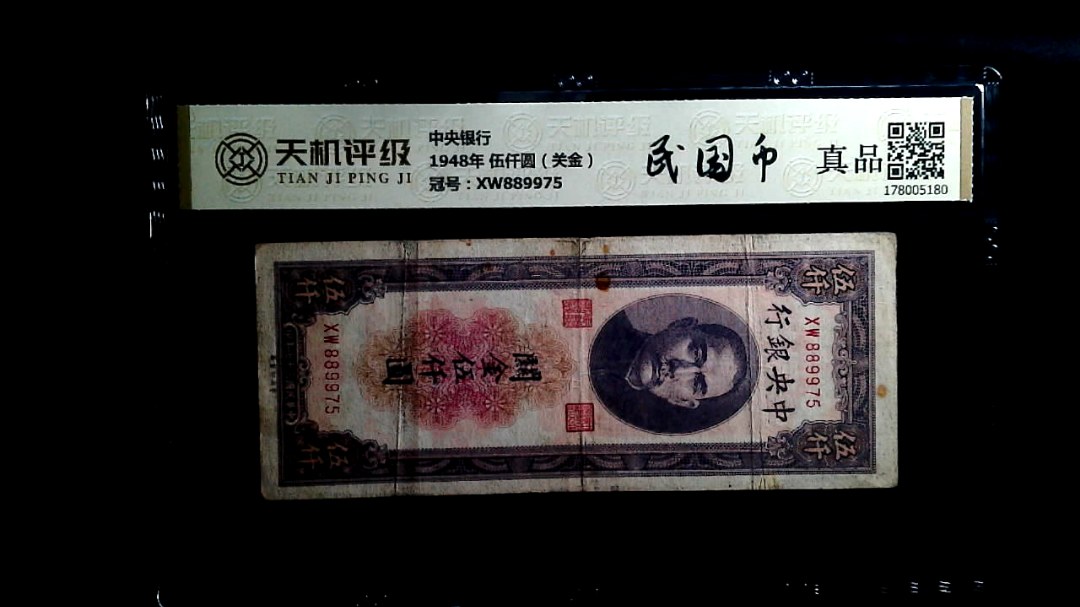 天机评级
TIAN JI PING JI
中央银行
1948年 伍仟圆（关金）
冠号：XW889975
民国币
真品
178005180
伍仟
伍仟
行銀央中
XW889975
關金伍仟圓
XW889975
伍仟
伍仟